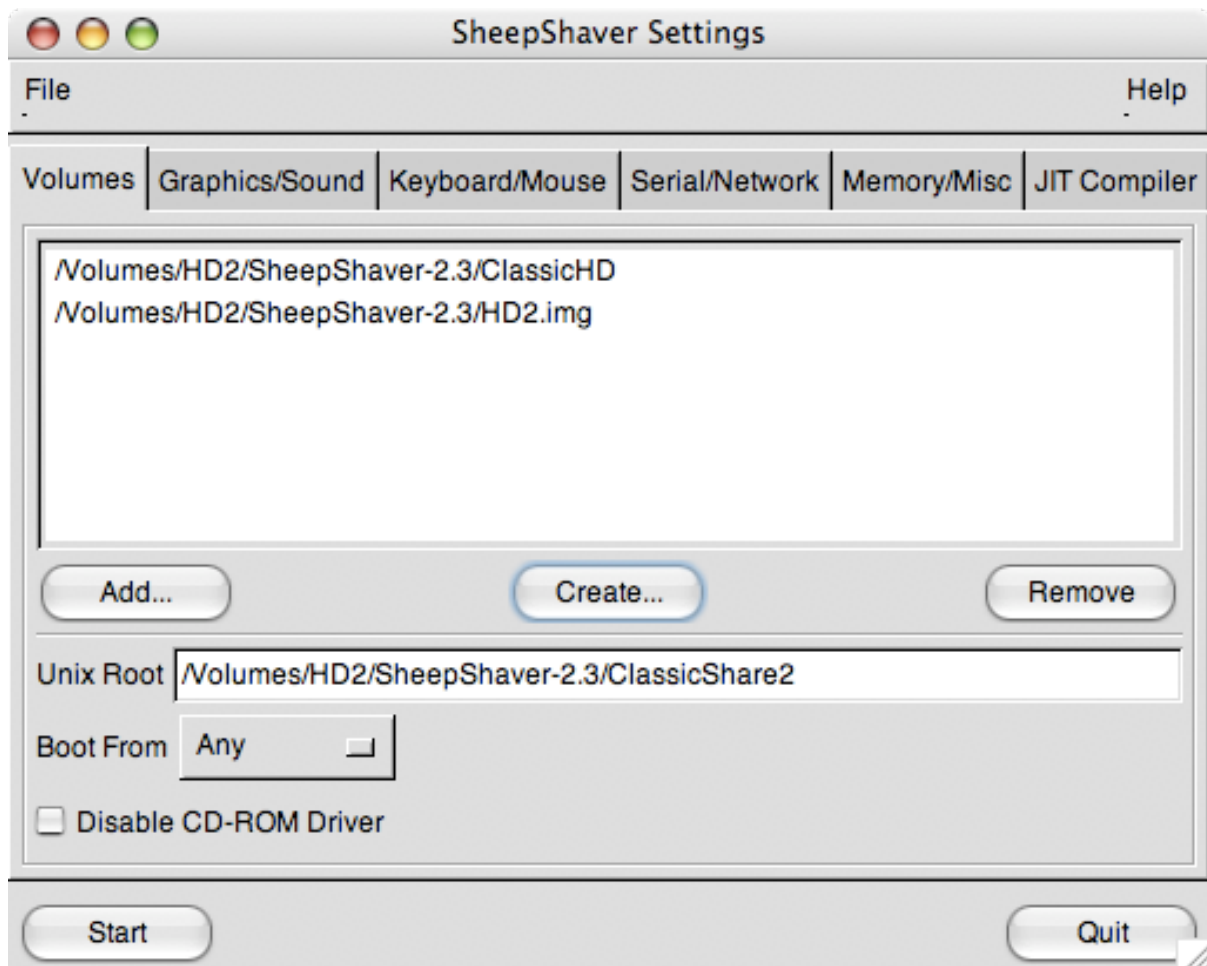 SheepShaver Settings
File Help
Volumes Graphics/Sound Keyboard/Mouse Serial/Network Memory/Misc JIT Compiler
/Volumes/HD2/SheepShaver-2.3/ClassicHD
/Volumes/HD2/SheepShaver-2.3/HD2.img
Add... Create... Remove
Unix Root /Volumes/HD2/SheepShaver-2.3/ClassicShare2
Boot From Any
Disable CD-ROM Driver
Start Quit